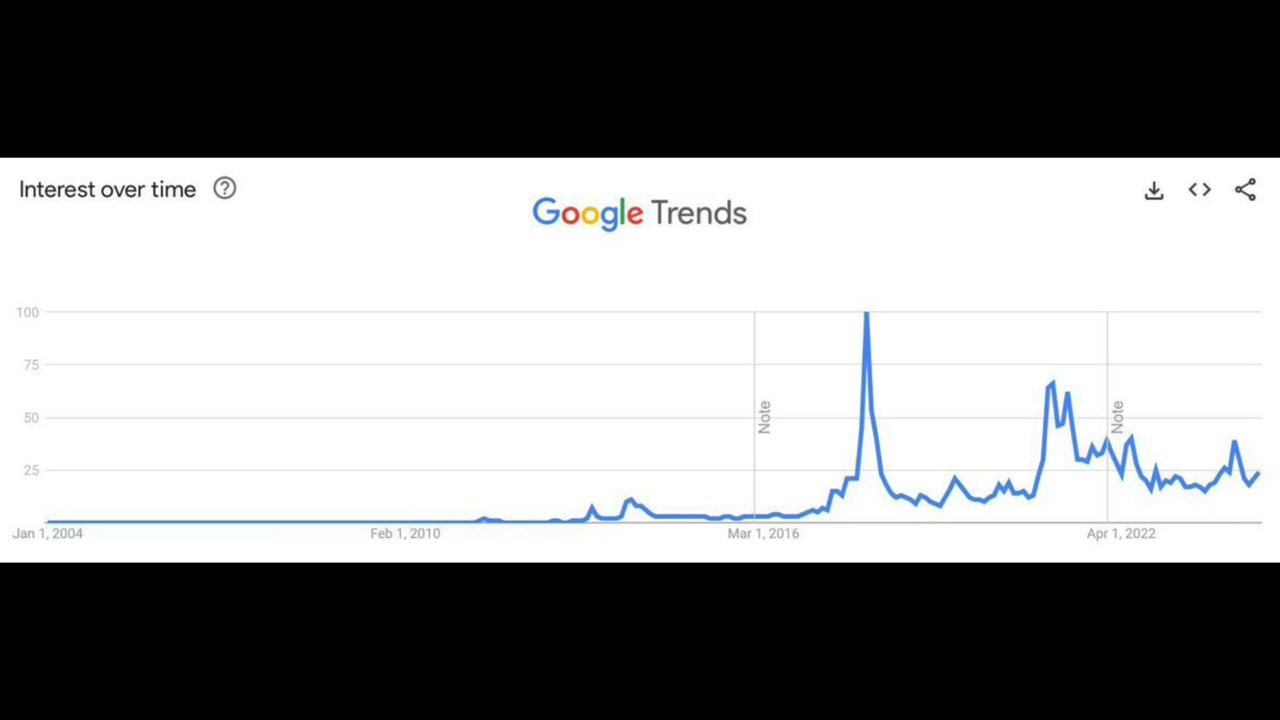 Interest over time ?
Google Trends
100
75
50
25
Note
Note
Jan 1, 2004
Feb 1, 2010
Mar 1, 2016
Apr 1, 2022